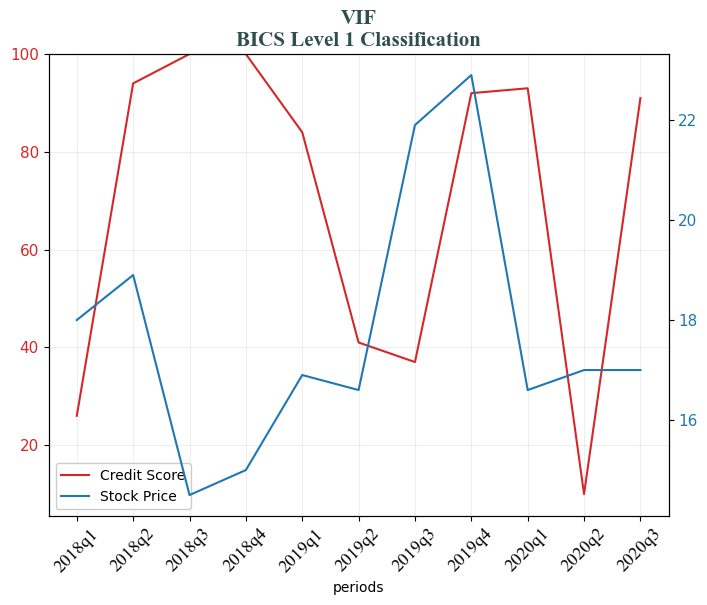 VIF
BICS Level 1 Classification
100
80
60
40
20
22
20
18
16
Credit Score
Stock Price
2018q1
2018q2
2018q3
2018q4
2019q1
2019q2
2019q3
2019q4
2020q1
2020q2
2020q3
periods